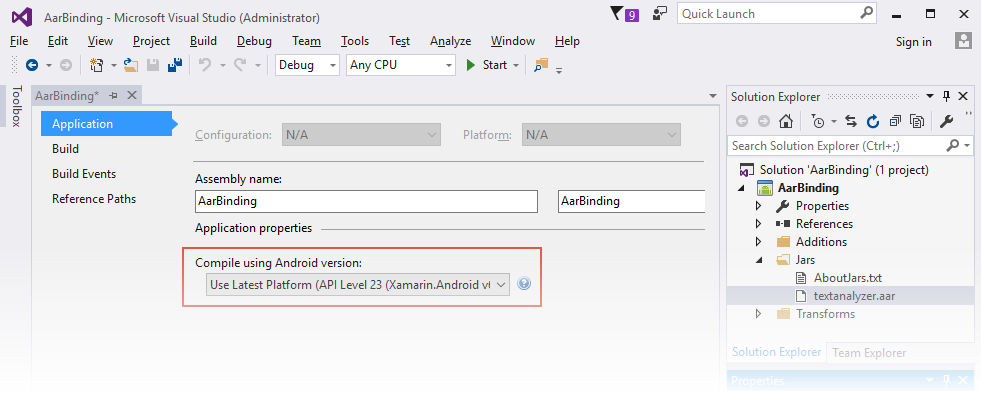 AarBinding - Microsoft Visual Studio (Administrator)
9
Quick Launch
File Edit View Project Build Debug Team Tools Test Analyze Window Help
Sign in
Debug Any CPU Start
Toolbox
AarBinding*
Application
Build
Build Events
Reference Paths
Configuration: N/A Platform: N/A
Assembly name:
AarBinding AarBinding
Application properties
Compile using Android version:
Use Latest Platform (API Level 23 (Xamarin.Android
Solution Explorer
Search Solution Explorer (Ctrl+;)
Solution 'AarBinding' (1 project)
AarBinding
Properties
References
Additions
Jars
AboutJars.txt
textanalyzer.aar
Transforms
Solution Explorer Team Explorer
Properties